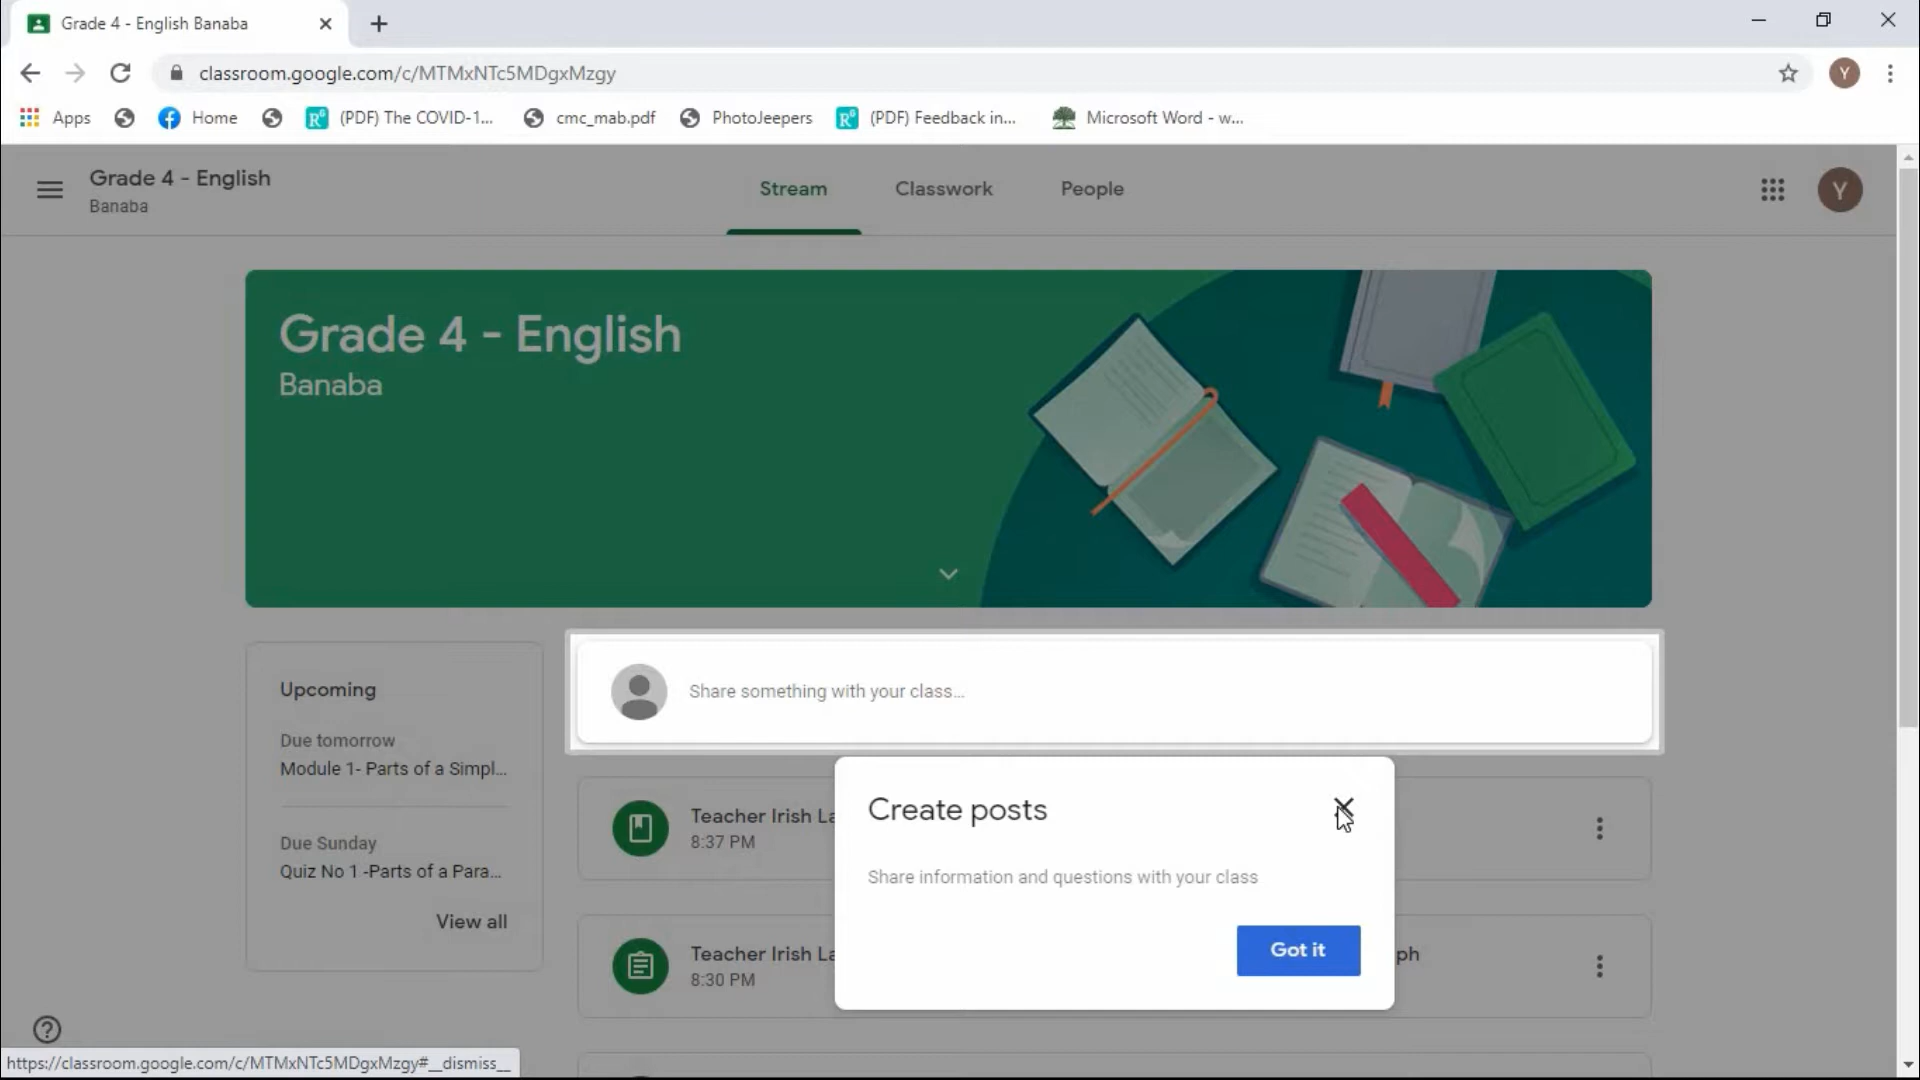 Grade 4 - English Banaba
classroom.google.com/c/MTMxNTc5MDgxMzgy
Y
Apps
Home
(PDF) The COVID-1...
cmc_mab.pdf
PhotoJeepers
(PDF) Feedback in...
Microsoft Word - w...
Grade 4 - English
Banaba
Stream
Classwork
People
Y
Grade 4 - English
Banaba
Upcoming
Due tomorrow
Module 1- Parts of a Simpl...
Due Sunday
Quiz No 1 -Parts of a Para...
View all
Share something with your class...
Teacher Irish La
8:37 PM
Create posts
Share information and questions with your class
Got it
Teacher Irish La
ph
8:30 PM
https://classroom.google.com/c/MTMxNTc5MDgxMzgy#__dismiss__